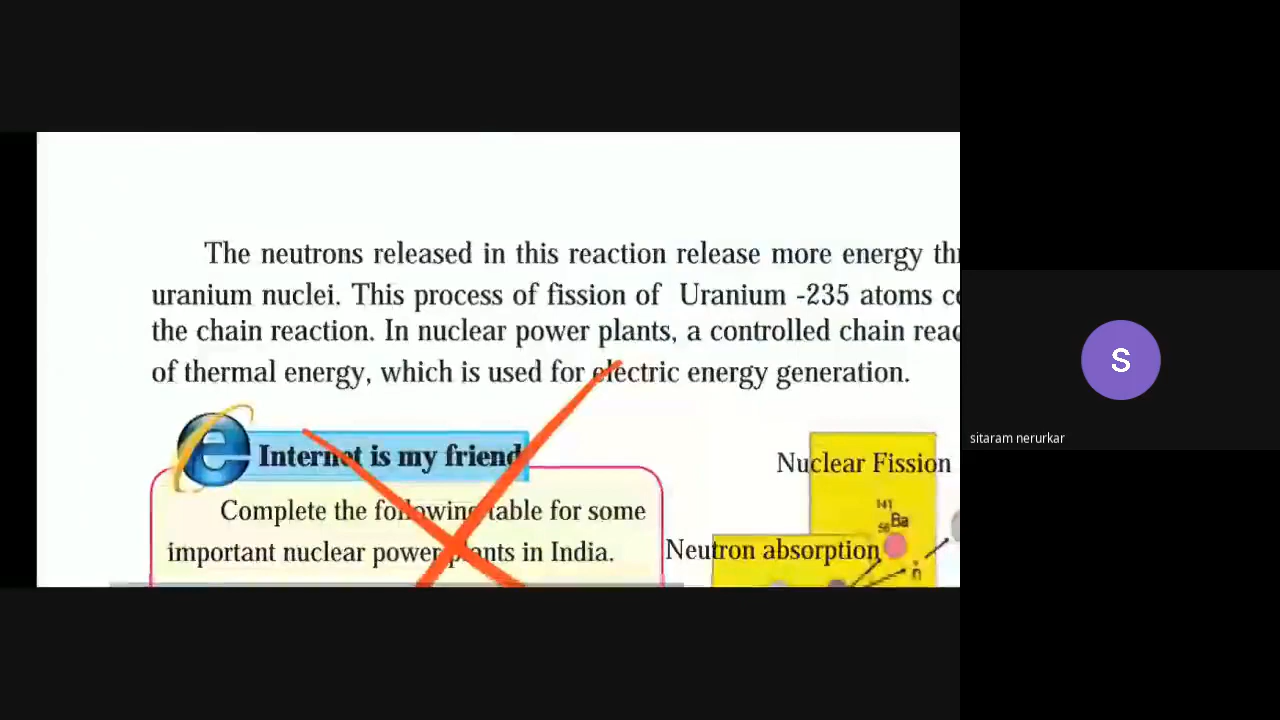 The neutrons released in this reaction release more energy
uranium nuclei. This process of fission of Uranium -235 atoms
the chain reaction. In nuclear power plants, a controlled chain
of thermal energy, which is used for electric energy generation.
Internet is my friend
Complete the following table for some
important nuclear power plants in India.
Nuclear Fission
141
56 Ba
Neutron absorption
n
S
sitaram nerurkar